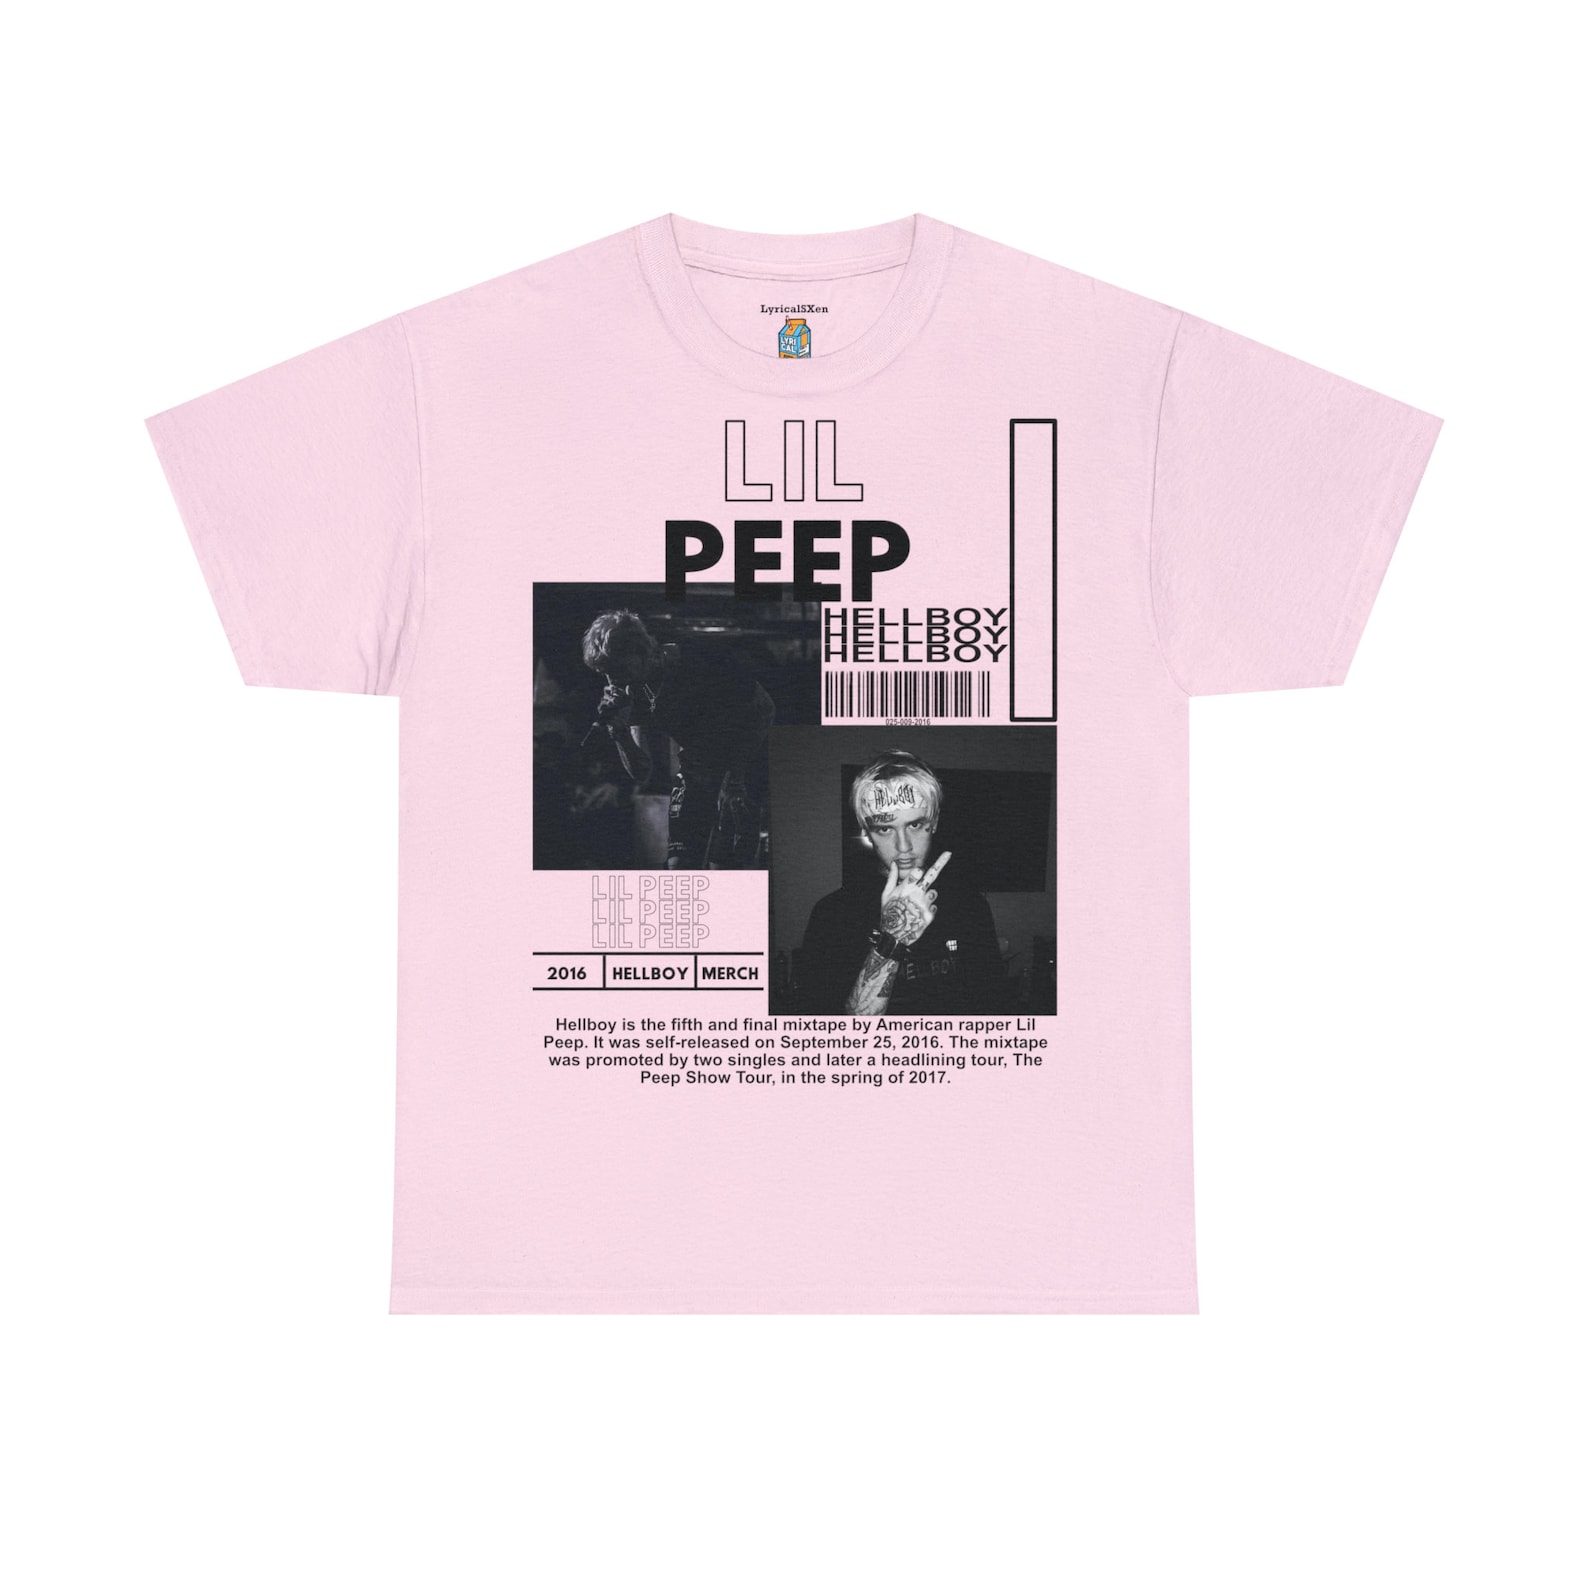 LyricalSXen
LYRI
CAL
LIL
PEEP
HELLBOY
HELLBOY
HELLBOY
025-009-2016
HELLBOY
LIL PEEP
LIL PEEP
LIL PEEP
2016 HELLBOY MERCH
Hellboy is the fifth and final mixtape by American rapper Lil
Peep. It was self-released on September 25, 2016. The mixtape
was promoted by two singles and later a headlining tour, The
Peep Show Tour, in the spring of 2017.